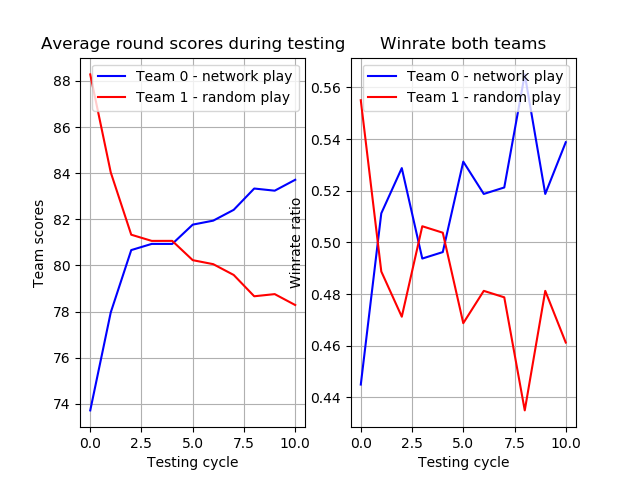 Average round scores during testing
Team 0 - network play
Team 1 - random play
88
86
84
82
80
78
76
74
Team scores
0.0 2.5 5.0 7.5 10.0
Testing cycle
Winrate both teams
Team 0 - network play
Team 1 - random play
0.56
0.54
0.52
0.50
0.48
0.46
0.44
Winrate ratio
0.0 2.5 5.0 7.5 10.0
Testing cycle